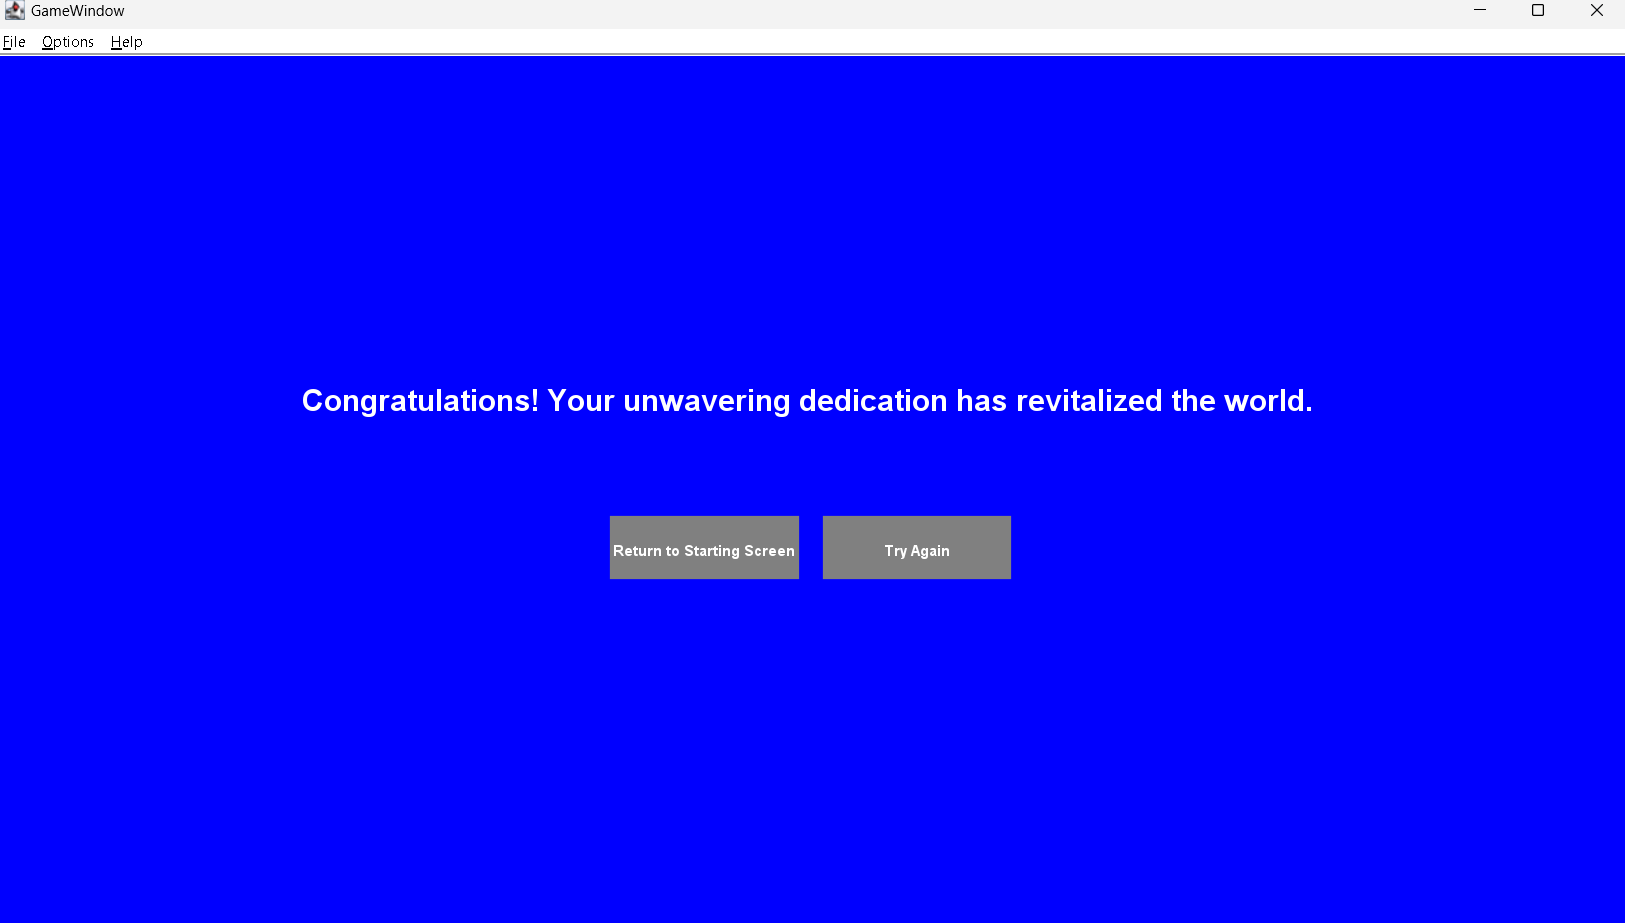 GameWindow
File Options Help
Congratulations! Your unwavering dedication has revitalized the world.
Return to Starting Screen Try Again